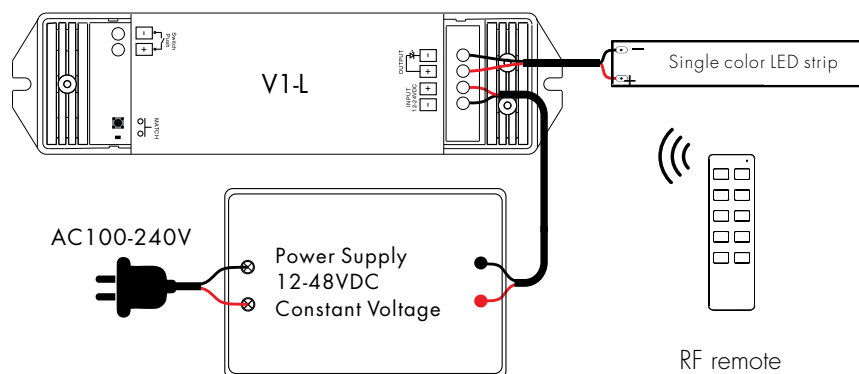 Push
Switch
-
+
MATCH
V1-L
OUTPUT
-
+
INPUT
12-24VDC
+
-
Single color LED strip
−
+
AC100-240V
Power Supply
12-48VDC
Constant Voltage
RF remote